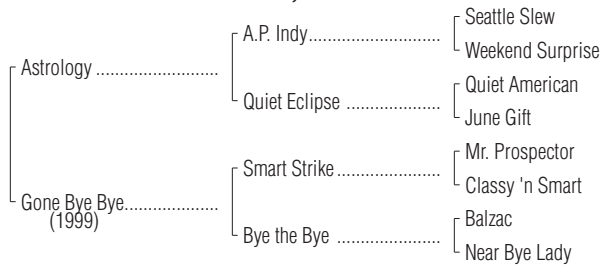 Seattle Slew
A.P. Indy............................
Weekend Surprise
Astrology ..........................
Quiet American
Quiet Eclipse ....................
June Gift
Mr. Prospector
Smart Strike......................
Classy 'n Smart
Gone Bye Bye....................
(1999)
Balzac
Bye the Bye ......................
Near Bye Lady